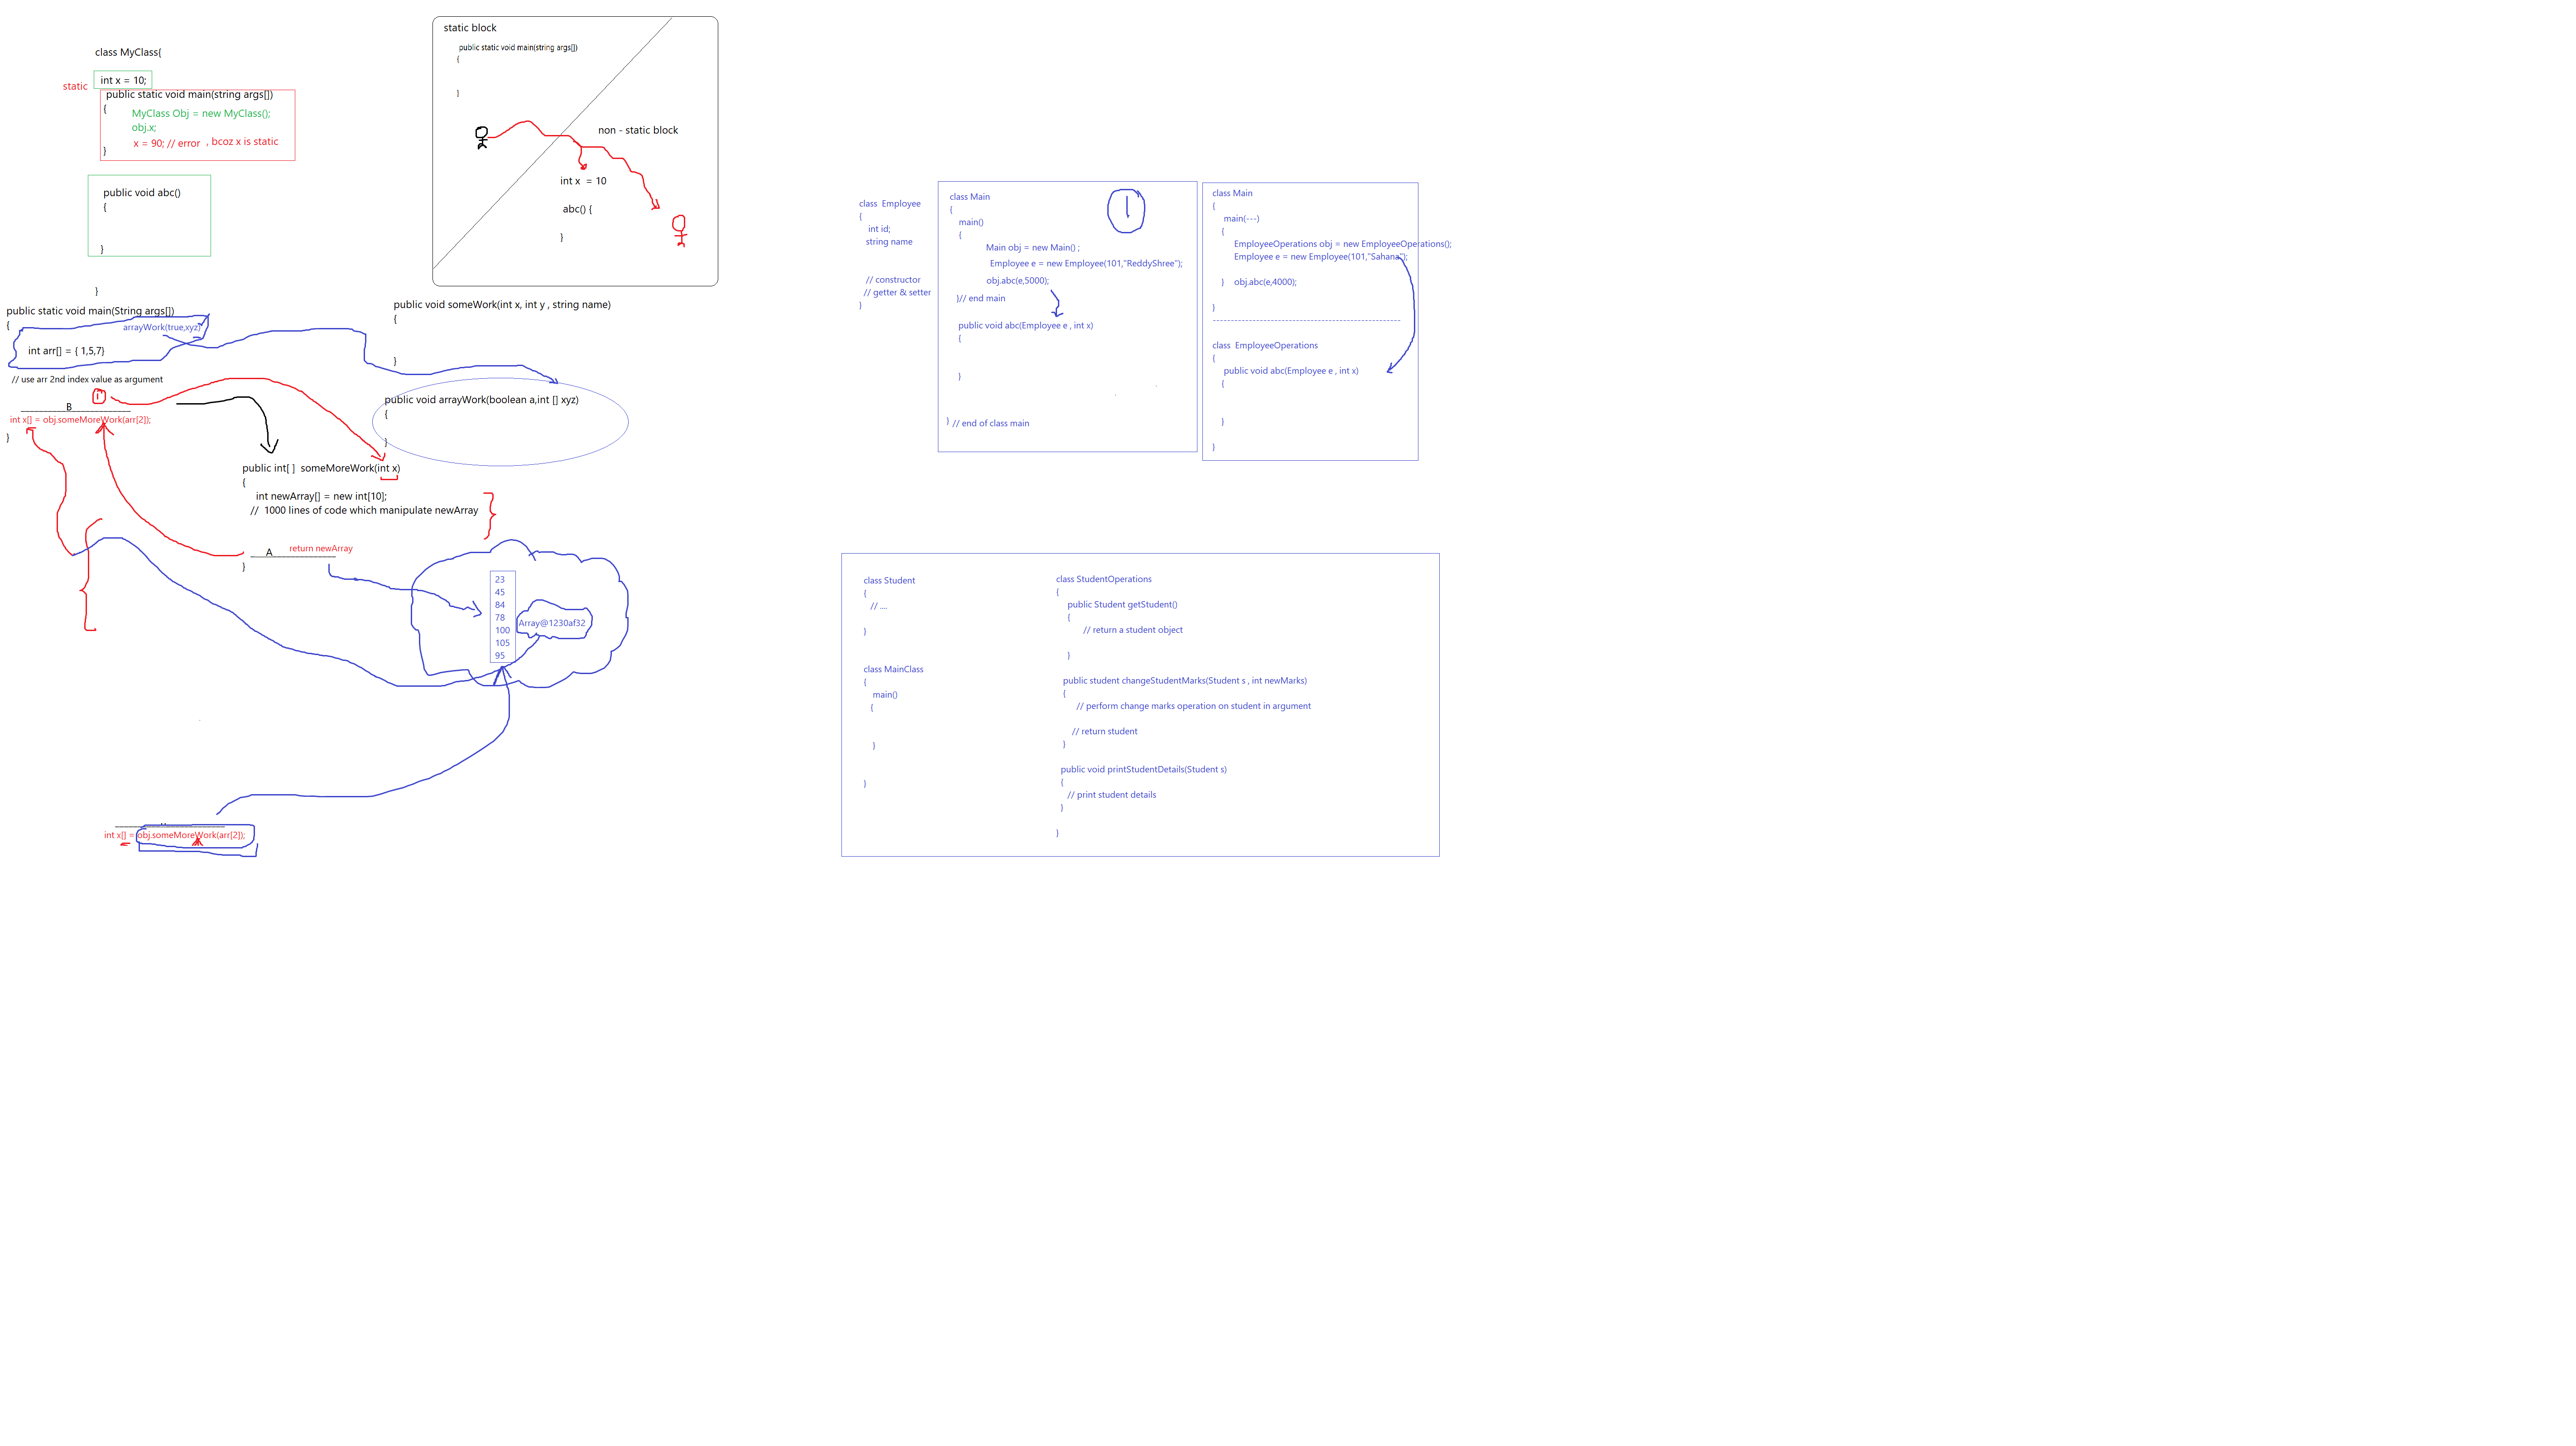 class MyClass{
static
int x = 10;
public static void main(string args[])
{
MyClass Obj = new MyClass();
obj.x;
x = 90; // error , bcoz x is static
}
public void abc()
{
}
}
static block
public static void main(string args[])
{
}
non - static block
int x = 10
abc() {
}
public static void main(String args[])
{
arrayWork(true,xyz)
int arr[] = { 1,5,7}
// use arr 2nd index value as argument
B
int x[] = obj.someMoreWork(arr[2]);
}
public void someWork(int x, int y , string name)
{
}
public void arrayWork(boolean a,int [] xyz)
{
}
public int[ ] someMoreWork(int x)
{
int newArray[] = new int[10];
// 1000 lines of code which manipulate newArray
A return newArray
}
23
45
84
78
100
105
95
Array@1230af32
int x[] = obj.someMoreWork(arr[2]);
class Employee
{
int id;
string name
// constructor
// getter & setter
}
class Main
{
1
main()
{
Main obj = new Main() ;
Employee e = new Employee(101,"ReddyShree");
obj.abc(e,5000);
}// end main
public void abc(Employee e , int x)
{
}
} // end of class main
class Main
{
main(---)
{
EmployeeOperations obj = new EmployeeOperations();
Employee e = new Employee(101,"Sahana");
} obj.abc(e,4000);
}
----------------------------------------------------
class EmployeeOperations
{
public void abc(Employee e , int x)
{
}
}
class Student
{
// ....
}
class MainClass
{
main()
{
}
}
class StudentOperations
{
public Student getStudent()
{
// return a student object
}
public student changeStudentMarks(Student s , int newMarks)
{
// perform change marks operation on student in argument
// return student
}
public void printStudentDetails(Student s)
{
// print student details
}
}